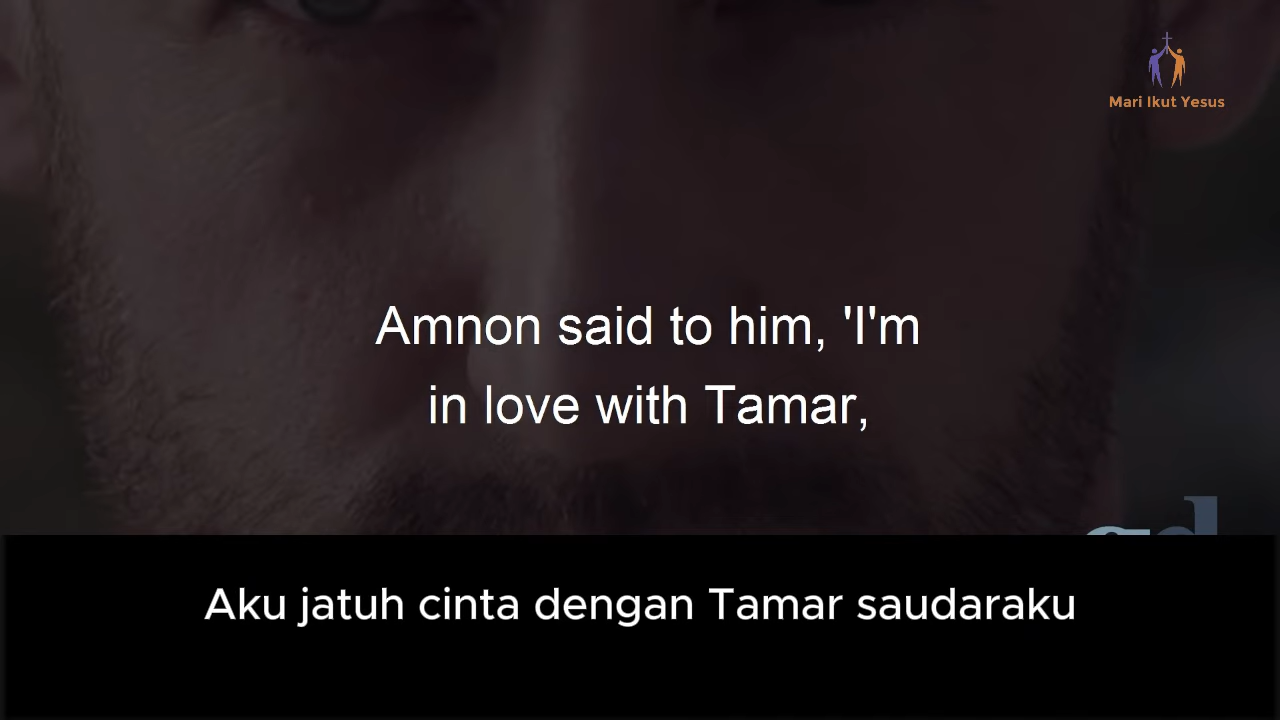 Mari Ikut Yesus
Amnon said to him, 'I'm
in love with Tamar,
Aku jatuh cinta dengan Tamar saudaraku